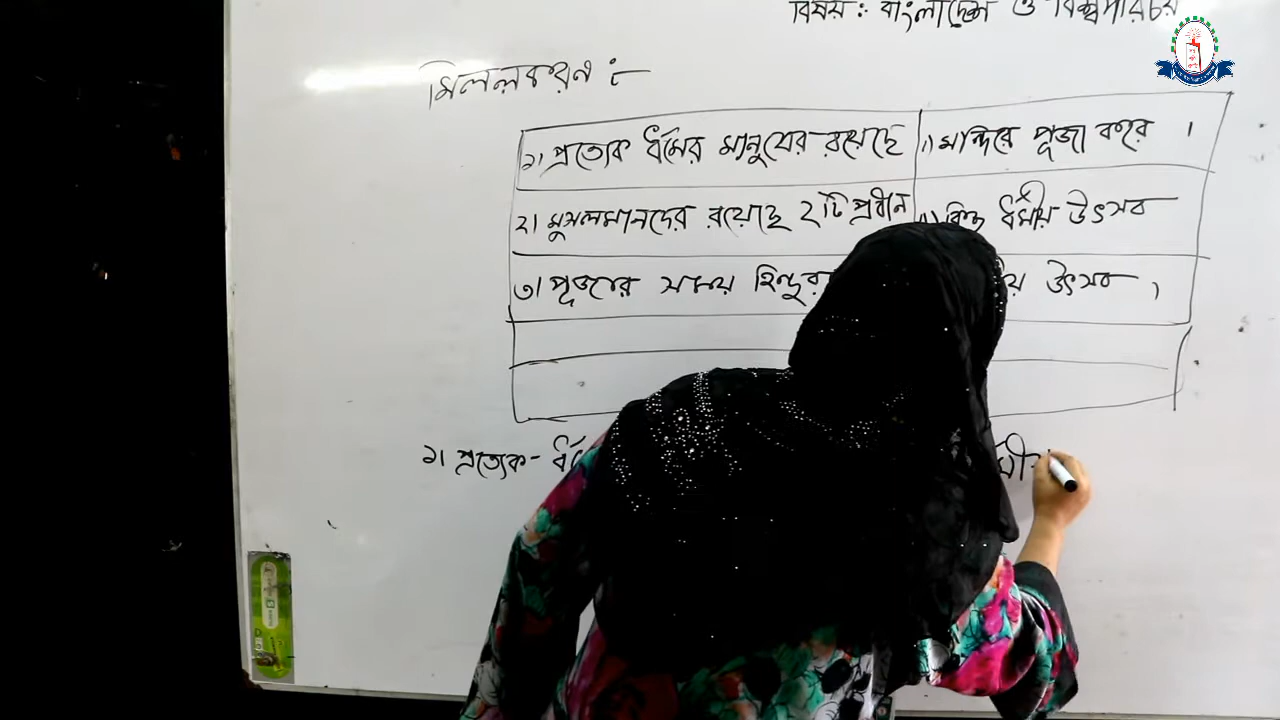 বিষয় : বাংলাদেশ ও বিশ্বপরিচয়
মিলকরণ :-
১। প্রত্যেক ধর্মের মানুষের রয়েছে ।) মন্দিরে পূজা করে ।
২। মুসলমানদের রয়েছে ২টি প্রধান কিছু ধর্মীয় উৎসব
৩। পূজার সময় হিন্দুরা উৎসব ।
১। প্রত্যেক